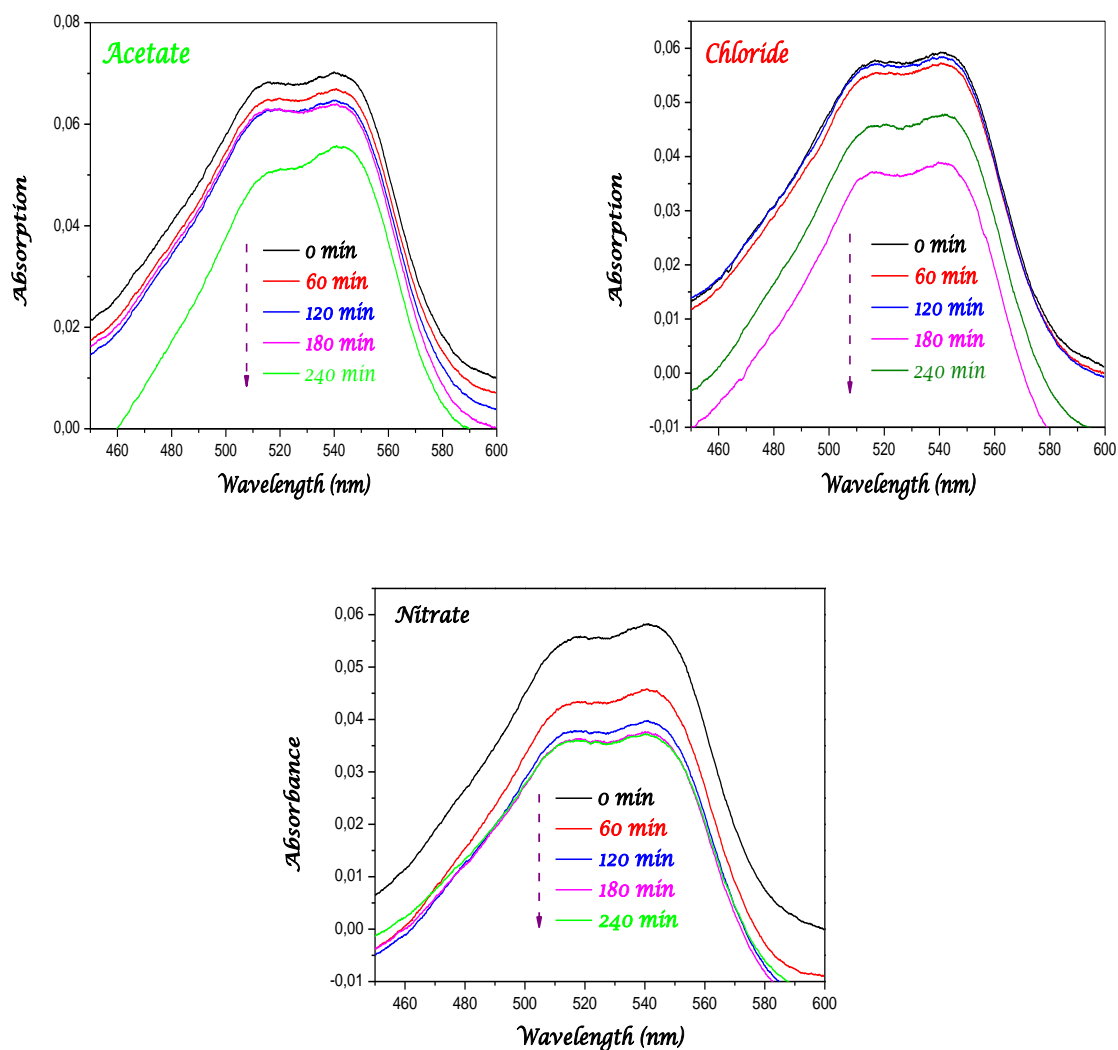 Acetate
0,08
0,06
0,04
0,02
0,00
Absorption
0 min
60 min
120 min
180 min
240 min
460 480 500 520 540 560 580 600
Wavelength (nm)
Chloride
0,06
0,05
0,04
0,03
0,02
0,01
0,00
-0,01
Absorption
0 min
60 min
120 min
180 min
240 min
460 480 500 520 540 560 580 600
Wavelength (nm)
Nitrate
0,06
0,05
0,04
0,03
0,02
0,01
0,00
-0,01
Absorbance
0 min
60 min
120 min
180 min
240 min
460 480 500 520 540 560 580 600
Wavelength (nm)